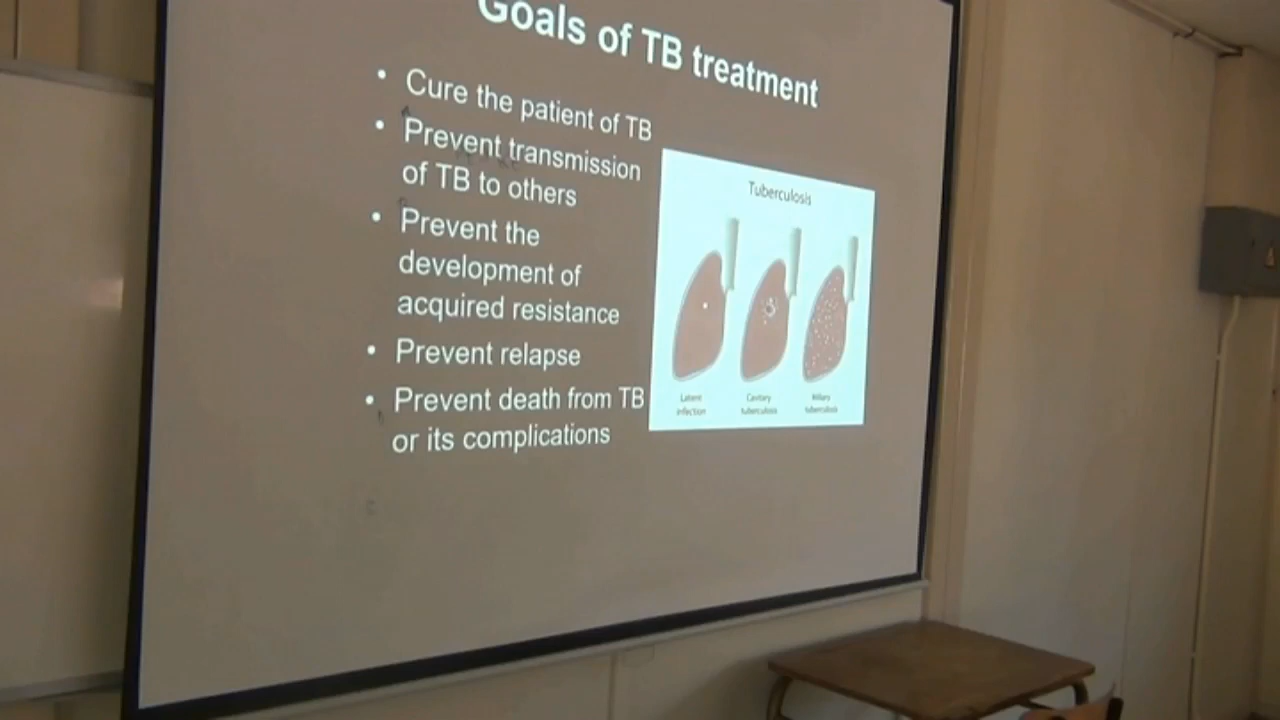 Goals of TB treatment
• Cure the patient of TB
• Prevent transmission
of TB to others
• Prevent the
development of
acquired resistance
• Prevent relapse
• Prevent death from TB
or its complications
Tuberculosis
Latent
infection
Cavitary
tuberculosis
Miliary
tuberculosis